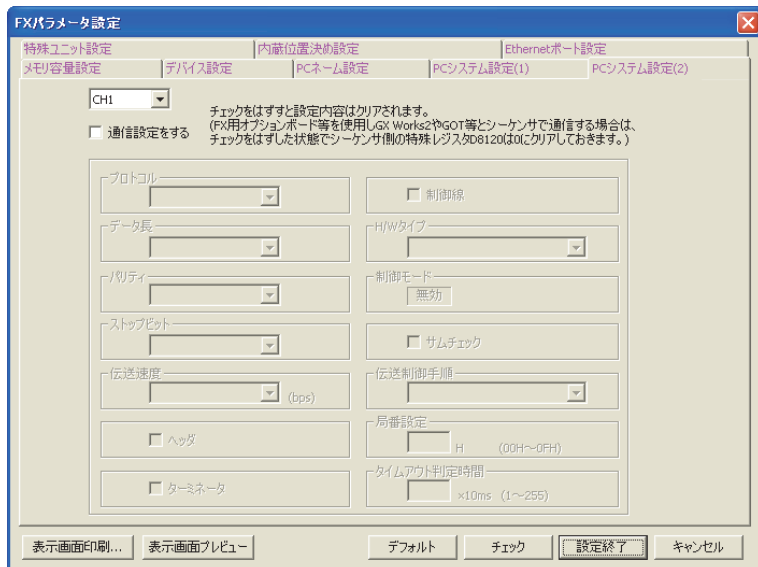 FXパラメータ設定
特殊ユニット設定 内蔵位置決め設定 Ethernetポート設定
メモリ容量設定 デバイス設定 PCネーム設定 PCシステム設定(1) PCシステム設定(2)
CH1
通信設定をする
チェックをはずすと設定内容はクリアされます。
(FX用オプションボード等を使用しGX Works2やGOT等とシーケンサで通信する場合は、
チェックをはずした状態でシーケンサ側の特殊レジスタD8120は0にクリアしておきます。)
プロトコル
制御線
データ長
H/Wタイプ
パリティ
制御モード
無効
ストップビット
サムチェック
伝送速度
(bps)
伝送制御手順
ヘッダ
局番設定
H (00H～0FH)
ターミネータ
タイムアウト判定時間
×10ms (1～255)
表示画面印刷... 表示画面プレビュー デフォルト チェック 設定終了 キャンセル